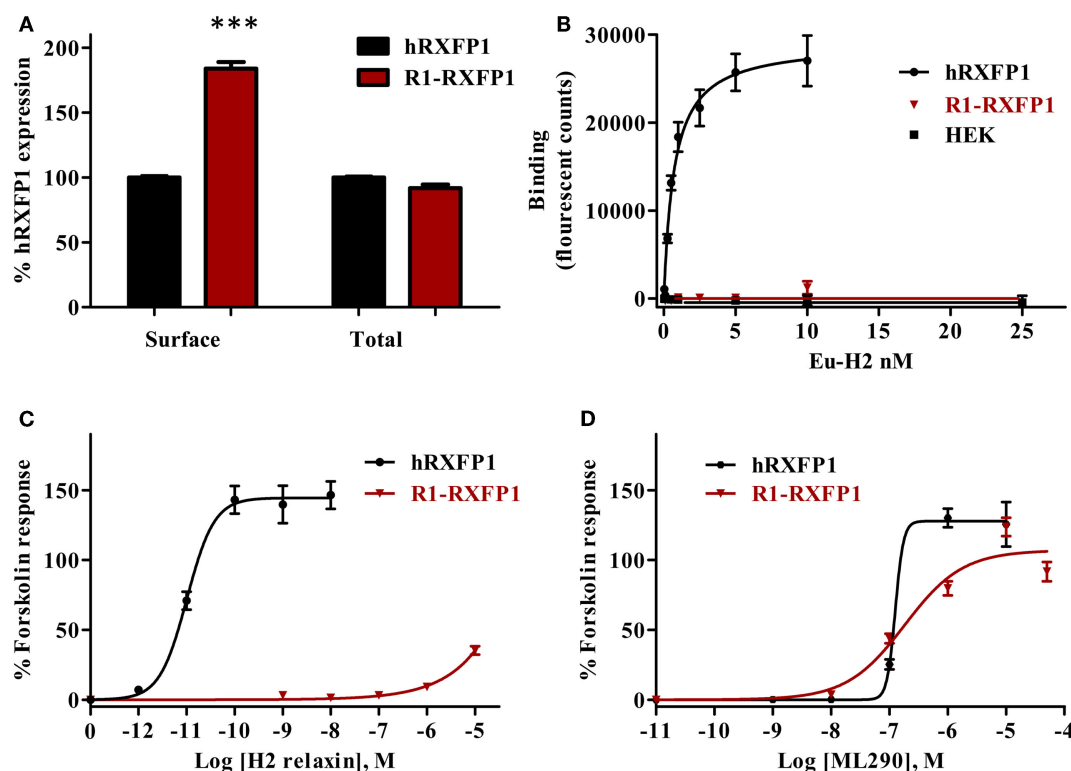 A
***
% hRXFP1 expression
200
150
100
50
0
Surface
Total
hRXFP1
R1-RXFP1
B
Binding
(flourescent counts)
30000
20000
10000
0
0
5
10
15
20
25
Eu-H2 nM
hRXFP1
R1-RXFP1
HEK
C
% Forskolin response
150
100
50
0
0
-12
-11
-10
-9
-8
-7
-6
-5
Log [H2 relaxin], M
hRXFP1
R1-RXFP1
D
% Forskolin response
150
100
50
0
-11
-10
-9
-8
-7
-6
-5
-4
Log [ML290], M
hRXFP1
R1-RXFP1